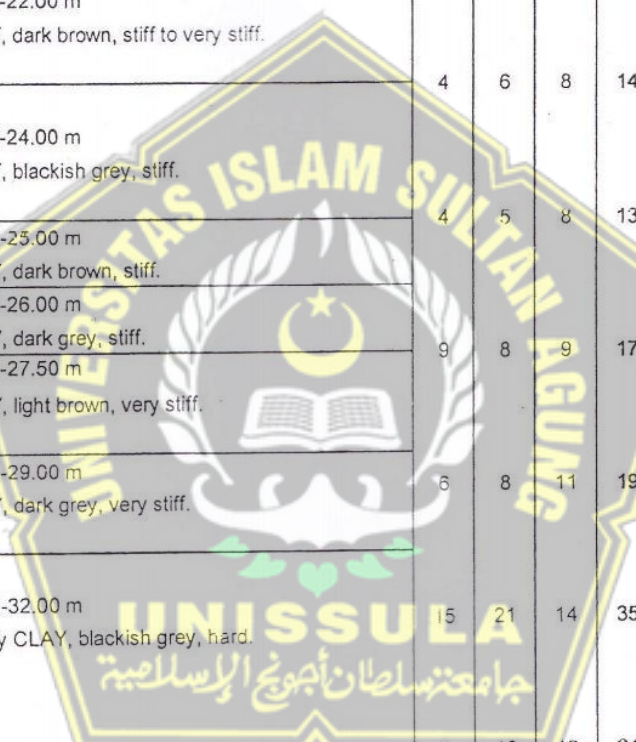 -22.00 m
, dark brown, stiff to very stiff.
4 6 8 14
-24.00 m
, blackish grey, stiff.
4 5 8 13
-25.00 m
, dark brown, stiff.
-26.00 m
, dark grey, stiff.
9 8 9 17
-27.50 m
, light brown, very stiff.
-29.00 m
, dark grey, very stiff.
6 8 11 19
-32.00 m
y CLAY, blackish grey, hard.
15 21 14 35
UNIVERSITAS ISLAM SULTAN AGUNG
UNISSULA
جامعة سلطان أجونج الإسلامية